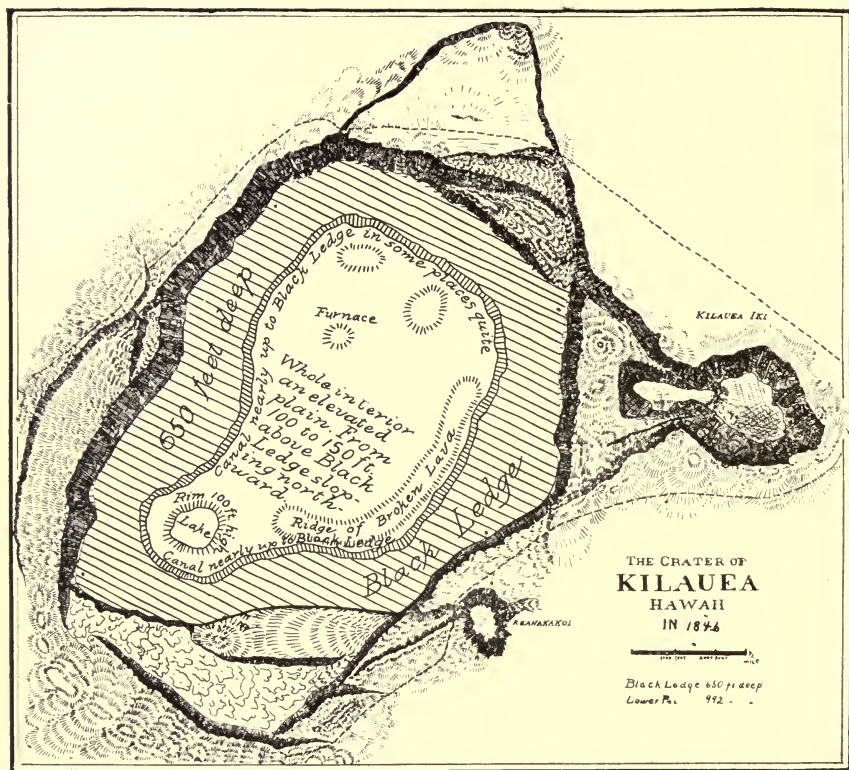 650 feet deep
Canal nearly up to Black Ledge in some places quite
Furnace
Whole interior
an elevated
plain, from
100 to 150 ft.
above Black
Ledge slop-
ing north-
ward.
Rim 100 ft. high
Lake
Ridge of Broken Lava
Canal nearly up to Black Ledge
Black Ledge
KILAUEA IKI
KEANAKAKOI
THE CRATER OF
KILAUEA
HAWAII
IN 1846
1000 FEET
MILE
Black Ledge 650 ft deep
Lower 992 " "